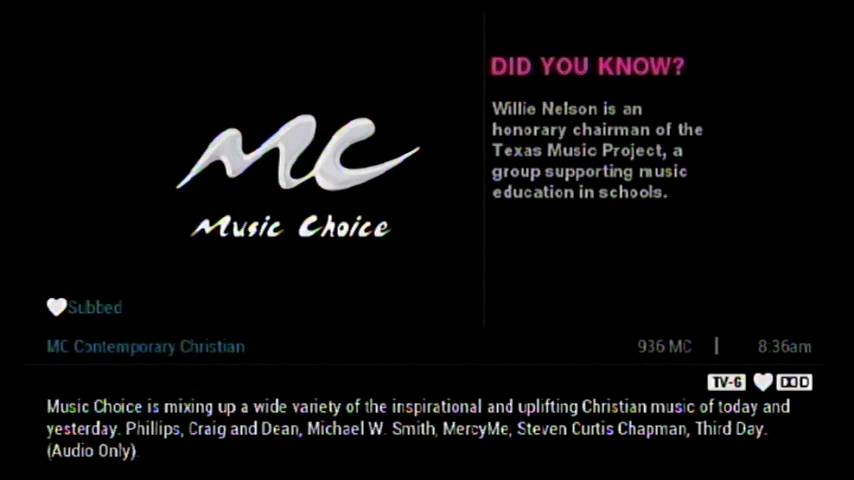 MC
Music Choice
DID YOU KNOW?
Willie Nelson is an
honorary chairman of the
Texas Music Project, a
group supporting music
education in schools.
Subbed
MC Contemporary Christian
936 MC | 8:36am
TV-G DD D
Music Choice is mixing up a wide variety of the inspirational and uplifting Christian music of today and
yesterday. Phillips, Craig and Dean, Michael W. Smith, MercyMe, Steven Curtis Chapman, Third Day.
(Audio Only)